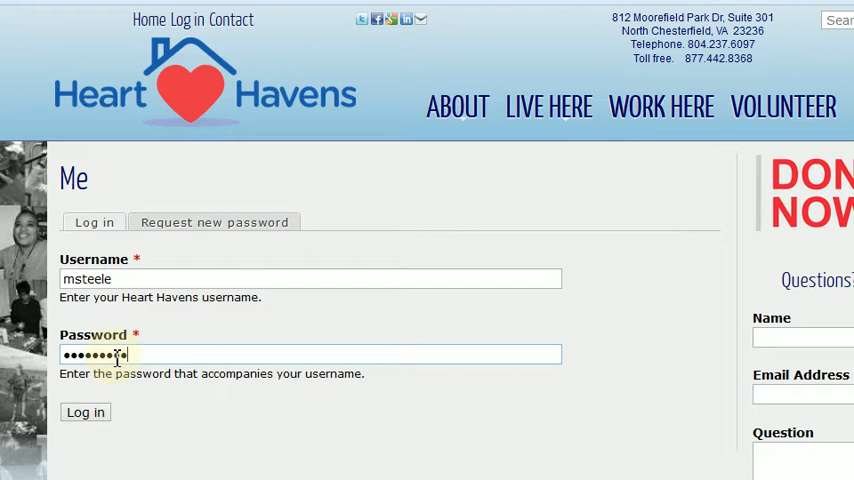 Home Log in Contact
812 Moorefield Park Dr, Suite 301
North Chesterfield, VA 23236
Telephone. 804.237.6097
Toll free. 877.442.8368
Sear
Heart Havens
ABOUT LIVE HERE WORK HERE VOLUNTEER
Me
Log in Request new password
Username *
msteele
Enter your Heart Havens username.
Password *
●●●●●●●●●
Enter the password that accompanies your username.
Log in
DON
NOW
Questions?
Name
Email Address
Question